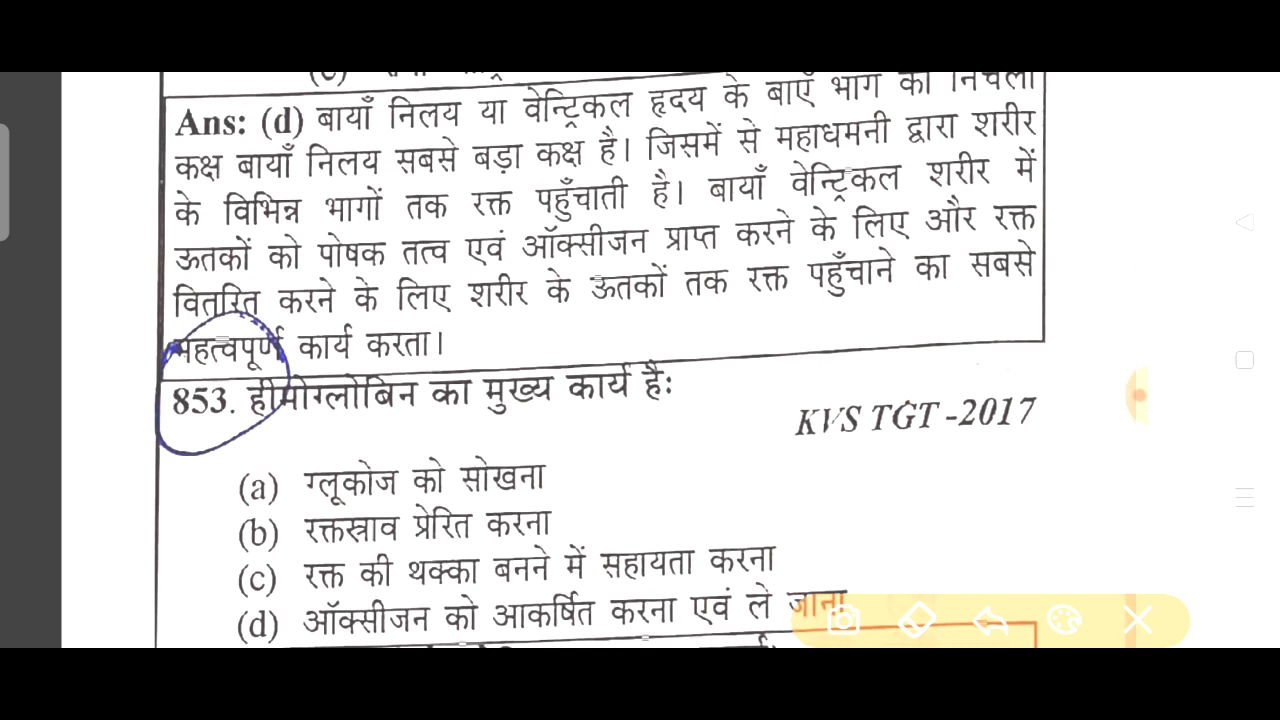 Ans: (d) बायाँ निलय या वेन्ट्रिकल हृदय के बाएँ भाग का निचला
कक्ष बायाँ निलय सबसे बड़ा कक्ष है। जिसमें से महाधमनी द्वारा शरीर
के विभिन्न भागों तक रक्त पहुँचाती है। बायाँ वेन्ट्रिकल शरीर में
ऊतकों को पोषक तत्व एवं ऑक्सीजन प्राप्त करने के लिए और रक्त
वितरित करने के लिए शरीर के ऊतकों तक रक्त पहुँचाने का सबसे
महत्वपूर्ण कार्य करता।
853. हीमोग्लोबिन का मुख्य कार्य है:
KVS TGT -2017
(a) ग्लूकोज को सोखना
(b) रक्तस्राव प्रेरित करना
(c) रक्त की थक्का बनने में सहायता करना
(d) ऑक्सीजन को आकर्षित करना एवं ले जाना